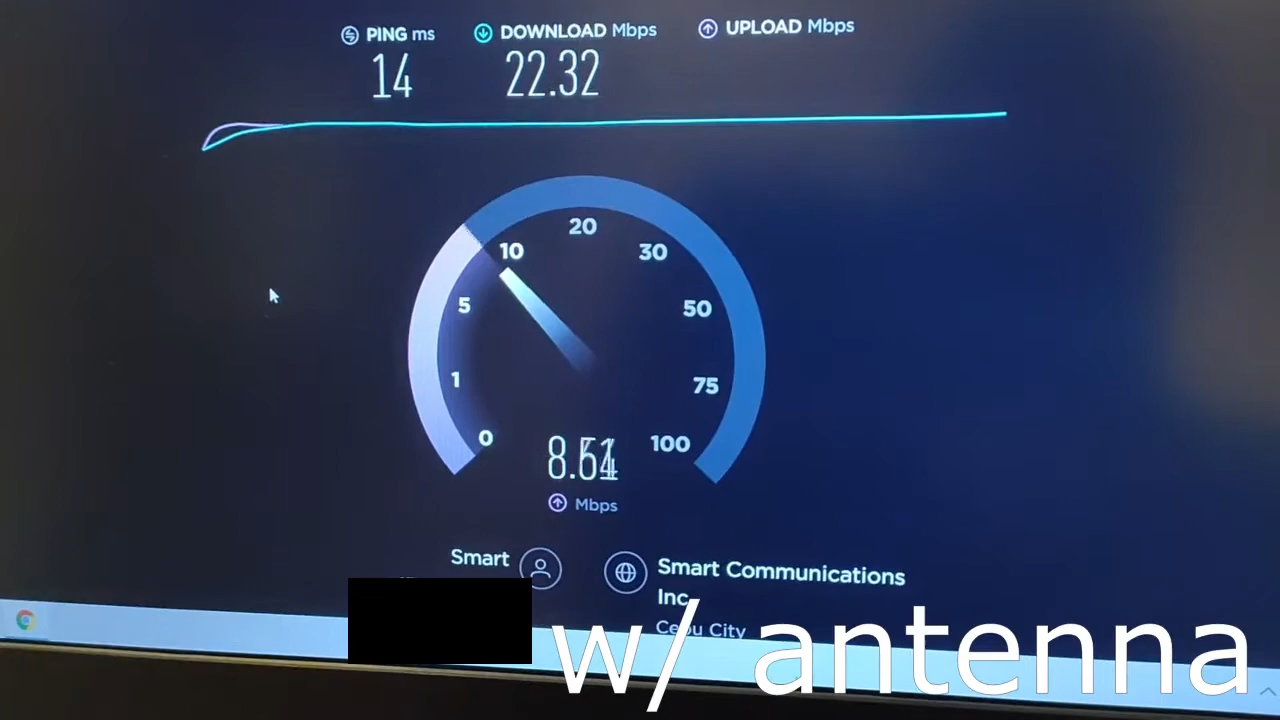 PING ms
DOWNLOAD Mbps
UPLOAD Mbps
14
22.32
0
1
5
10
20
30
50
75
100
Mbps
Smart
Smart Communications
Inc
Cebu City
w/ antenna